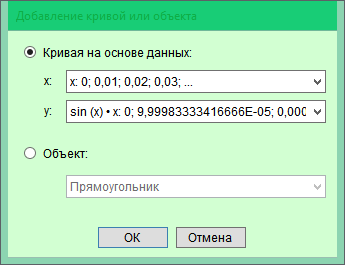 Добавление кривой или объекта
Кривая на основе данных:
x: x: 0; 0,01; 0,02; 0,03; ...
y: sin (x) • x: 0; 9,99983333416666E-05; 0,000
Объект:
Прямоугольник
ОК Отмена